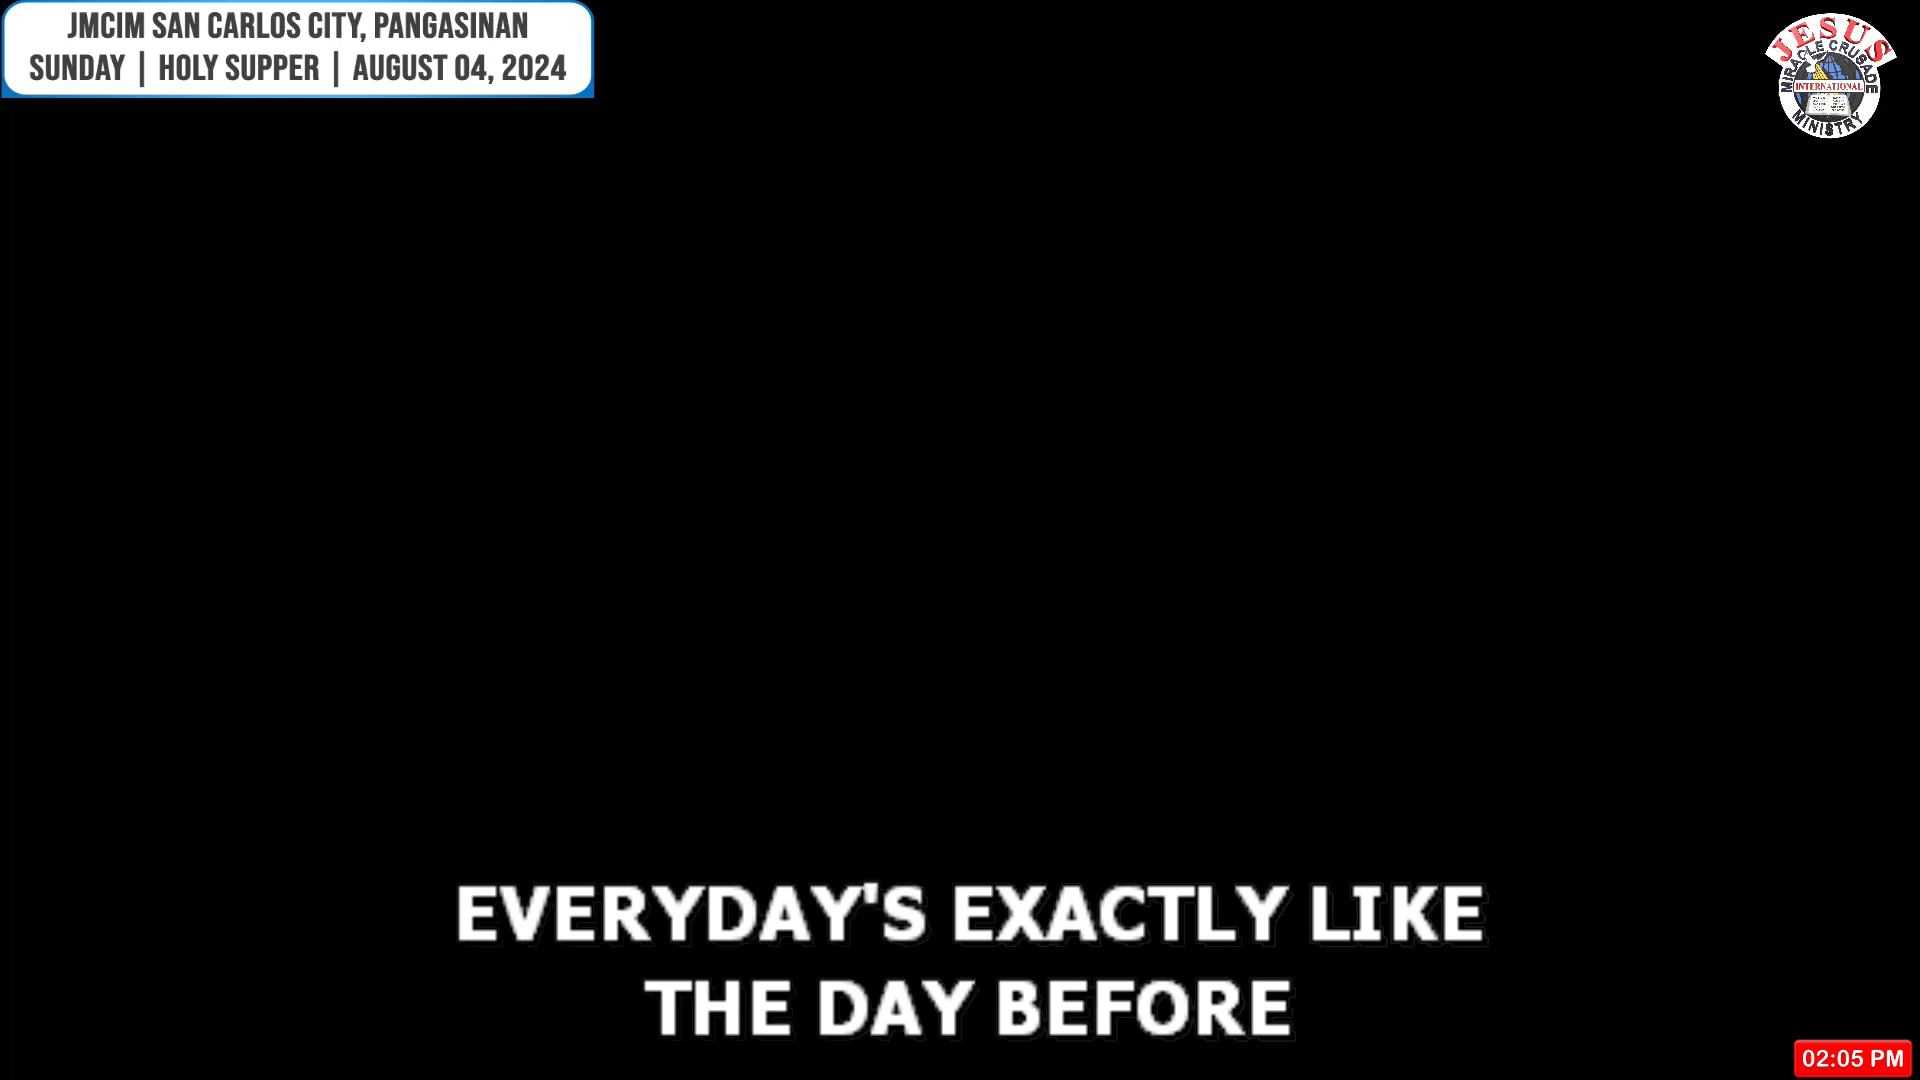 JMCIM SAN CARLOS CITY, PANGASINAN
SUNDAY | HOLY SUPPER | AUGUST 04, 2024
JESUS
MIRACLE CRUSADE
INTERNATIONAL
MINISTRY
EVERYDAY'S EXACTLY LIKE
THE DAY BEFORE
02:05 PM